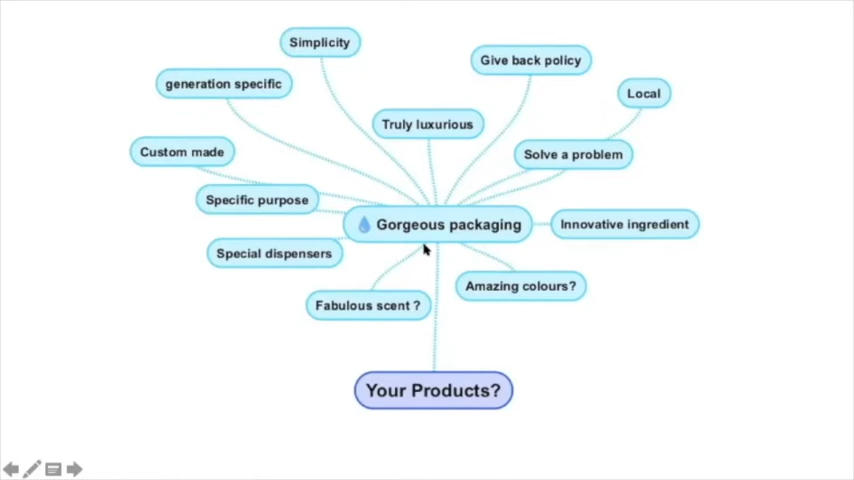 Simplicity
Give back policy
generation specific
Local
Truly luxurious
Custom made
Solve a problem
Specific purpose
Gorgeous packaging
Innovative ingredient
Special dispensers
Amazing colours?
Fabulous scent ?
Your Products?